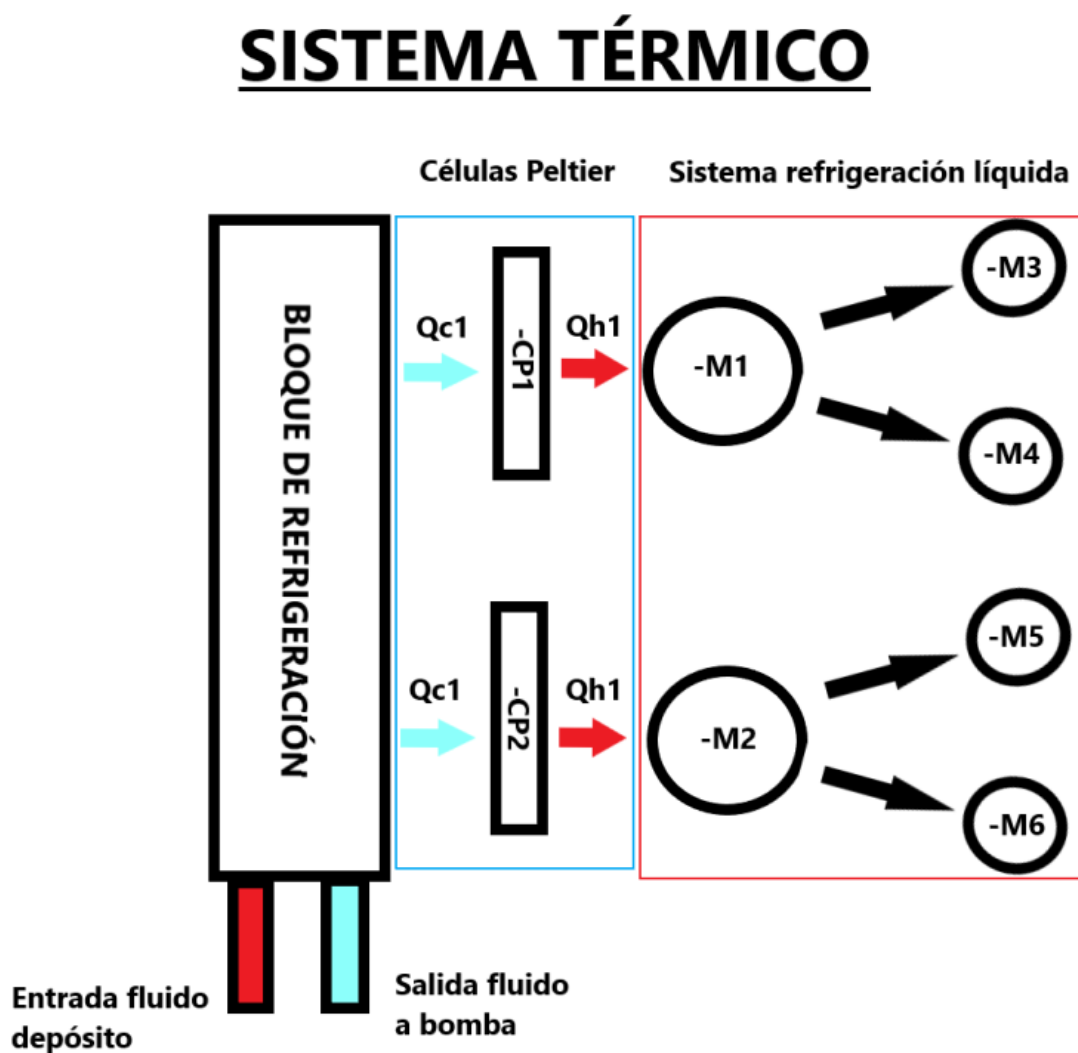 SISTEMA TÉRMICO
Células Peltier
Sistema refrigeración líquida
BLOQUE DE REFRIGERACIÓN
Qc1
-CP1
Qh1
-M1
-M3
-M4
Qc1
-CP2
Qh1
-M2
-M5
-M6
Entrada fluido
depósito
Salida fluido
a bomba